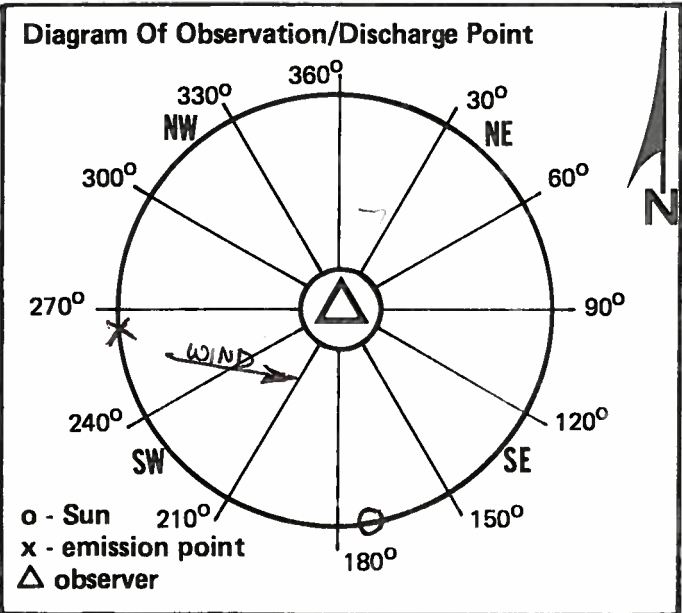 Diagram Of Observation/Discharge Point
360°
330°
30°
NW
NE
300°
60°
N
270°
90°
X
WIND
240°
120°
SW
SE
o - Sun
210°
150°
x - emission point
180°
△ observer